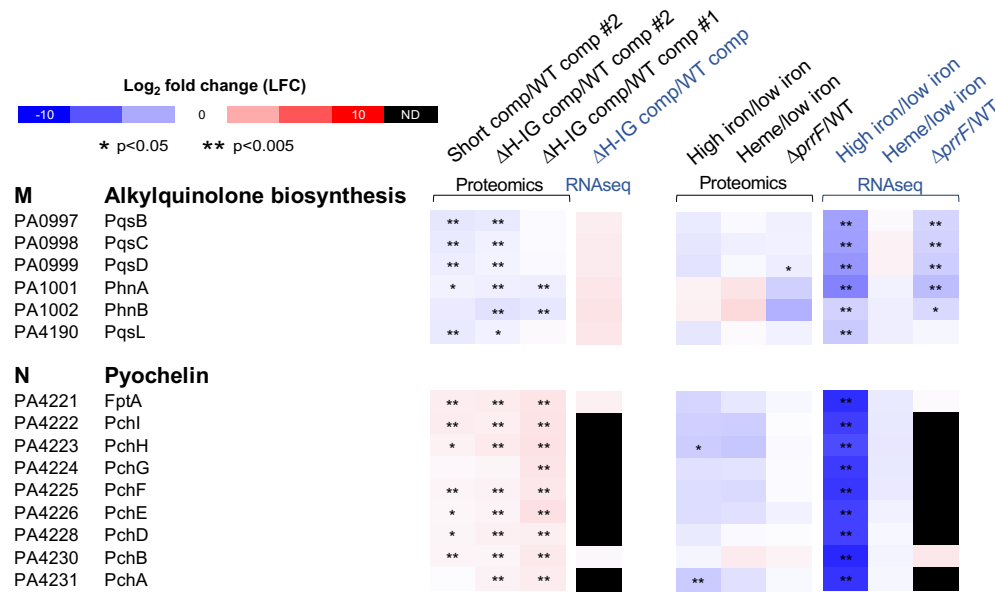 Log2 fold change (LFC)
-10 0 10 ND
* p<0.05 ** p<0.005
Short comp/WT comp #2
ΔH-IG comp/WT comp #2
ΔH-IG comp/WT comp #1
ΔH-IG comp/WT comp
High iron/low iron
Heme/low iron
ΔprrF/WT
High iron/low iron
Heme/low iron
ΔprrF/WT
Proteomics RNAseq Proteomics RNAseq
M Alkylquinolone biosynthesis
PA0997 PqsB ** ** ** **
PA0998 PqsC ** ** ** **
PA0999 PqsD ** ** * ** **
PA1001 PhnA * ** ** ** **
PA1002 PhnB ** ** ** *
PA4190 PqsL ** * **
N Pyochelin
PA4221 FptA ** ** ** **
PA4222 PchI ** ** ** **
PA4223 PchH * ** ** * **
PA4224 PchG ** **
PA4225 PchF ** ** ** **
PA4226 PchE * ** ** **
PA4228 PchD * ** ** **
PA4230 PchB ** ** ** **
PA4231 PchA ** ** ** **